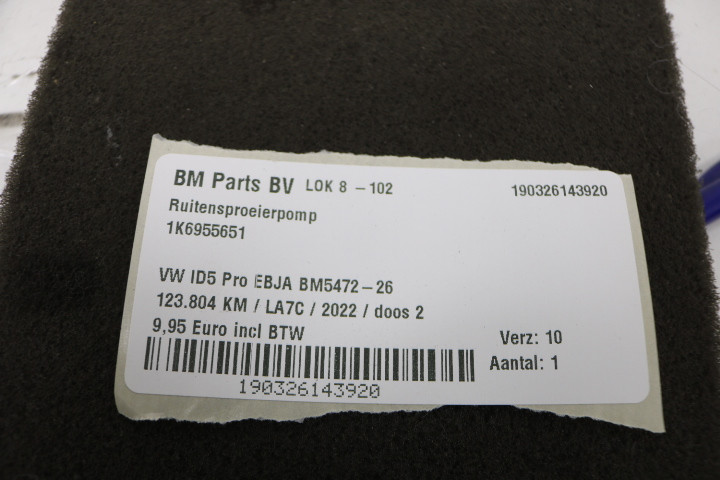 BM Parts BV LOK 8 -102 190326143920
Ruitensproeierpomp
1K6955651
VW ID5 Pro EBJA BM5472-26
123.804 KM / LA7C / 2022 / doos 2
9,95 Euro incl BTW Verz: 10
Aantal: 1
190326143920